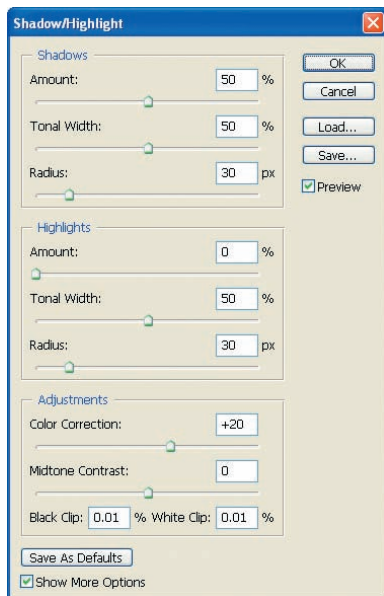 Shadow/Highlight
Shadows
Amount: 50 %
Tonal Width: 50 %
Radius: 30 px
Highlights
Amount: 0 %
Tonal Width: 50 %
Radius: 30 px
Adjustments
Color Correction: +20
Midtone Contrast: 0
Black Clip: 0.01 % White Clip: 0.01 %
Save As Defaults
Show More Options
OK
Cancel
Load...
Save...
Preview